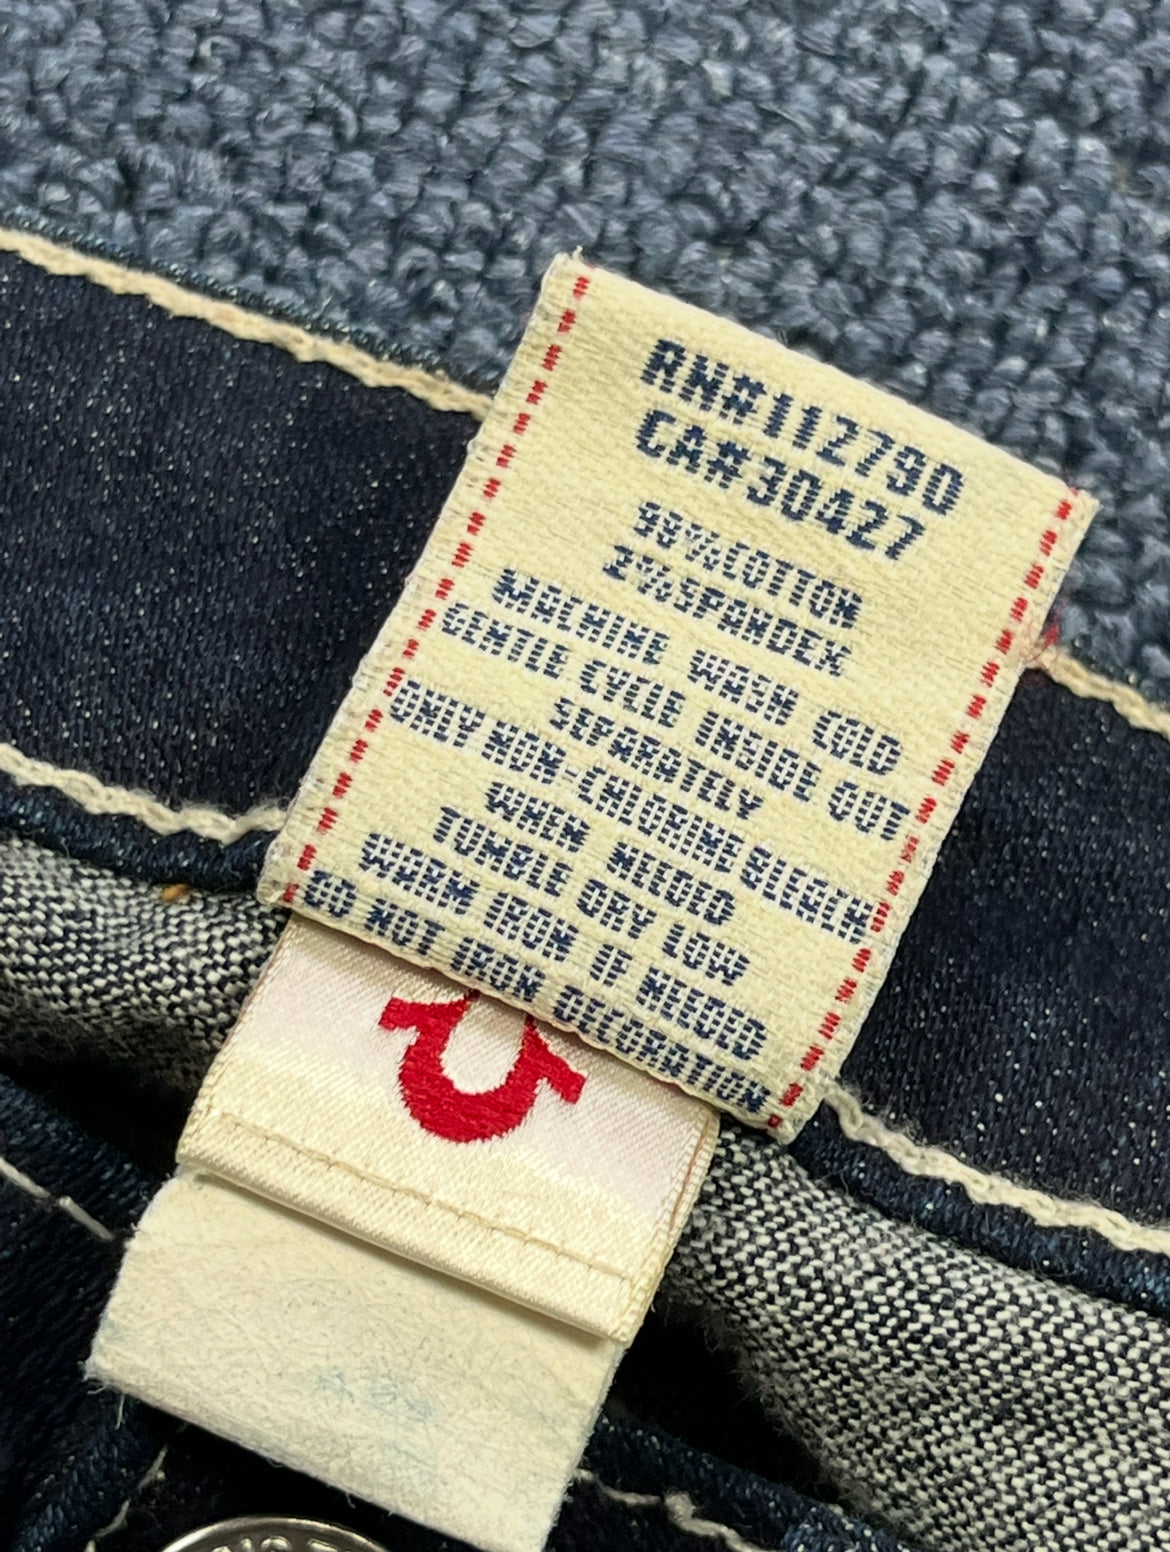 RN#112790
CA#30427
98%COTTON
2%SPANDEX
MACHINE WASH COLD
GENTLE CYCLE INSIDE OUT
SEPARATELY
ONLY NON-CHLORINE BLEACH
WHEN NEEDED
TUMBLE DRY LOW
WARM IRON IF NEEDED
DO NOT IRON DECORATION